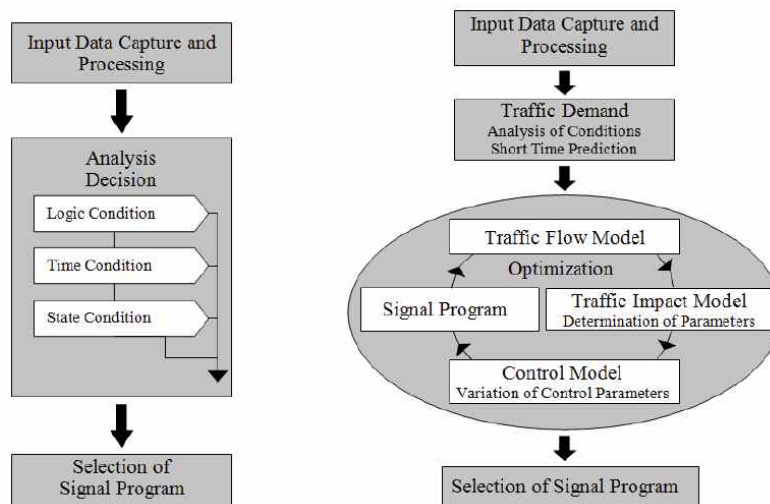 Input Data Capture and
Processing
Analysis
Decision
Logic Condition
Time Condition
State Condition
Selection of
Signal Program
Input Data Capture and
Processing
Traffic Demand
Analysis of Conditions
Short Time Prediction
Traffic Flow Model
Optimization
Signal Program
Traffic Impact Model
Determination of Parameters
Control Model
Variation of Control Parameters
Selection of Signal Program